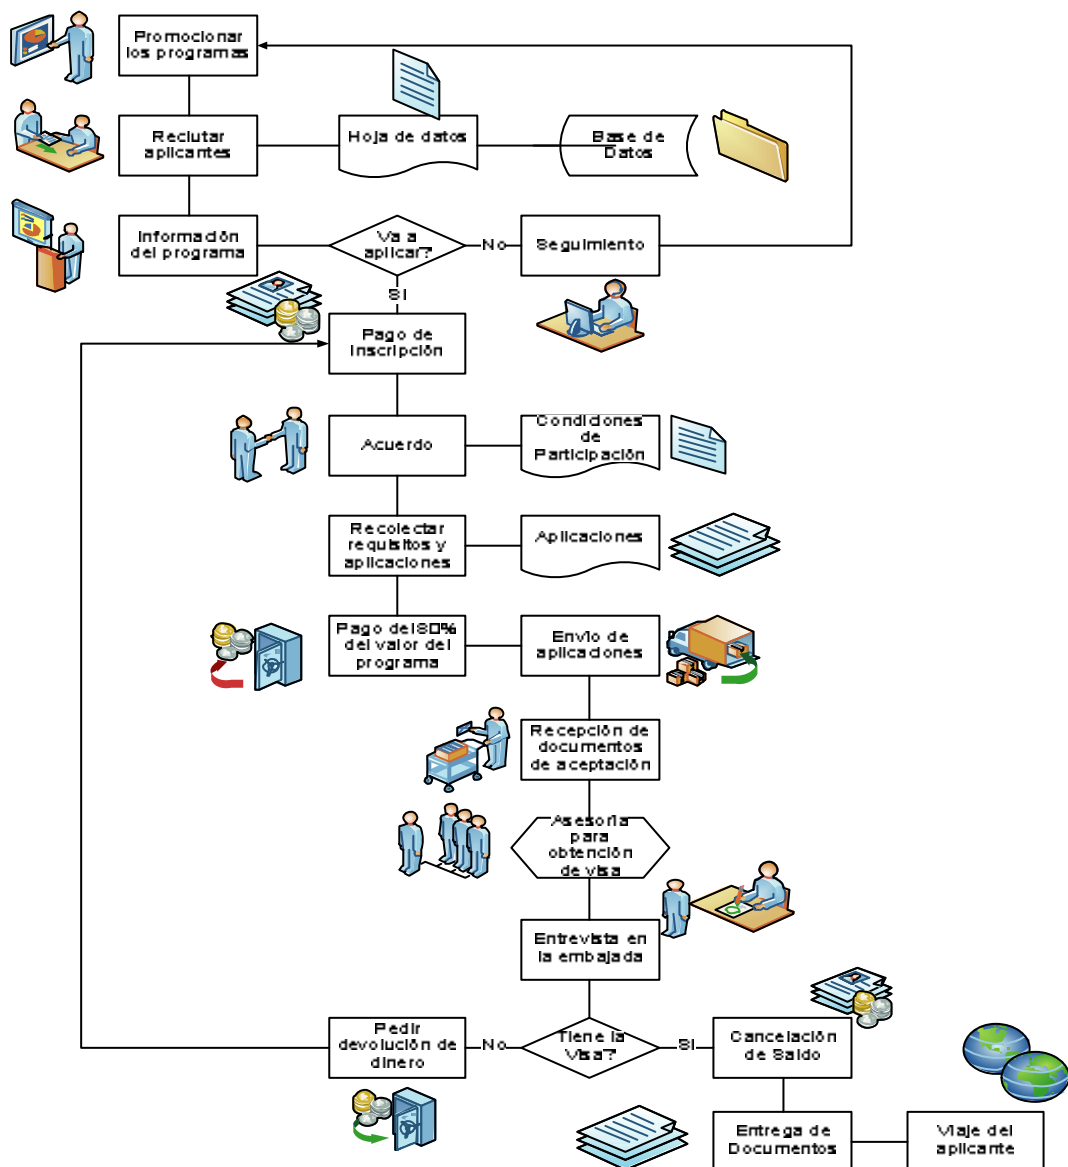 Promocionar
los programas
Reclutar
aplicantes
Hoja de datos
Base de
Datos
Información
del programa
Va a
aplicar?
No
Seguimiento
Si
Pago de
inscripción
Acuerdo
Condiciones
de
Participación
Recolectar
requisitos y
aplicaciones
Aplicaciones
Pago del 80%
del valor del
programa
Envío de
aplicaciones
Recepción de
documentos
de aceptación
Asesoría
para
obtención
de visa
Entrevista en
la embajada
Pedir
devolución de
dinero
No
Tiene la
Visa?
Si
Cancelación
de Saldo
Entrega de
Documentos
Viaje del
aplicante